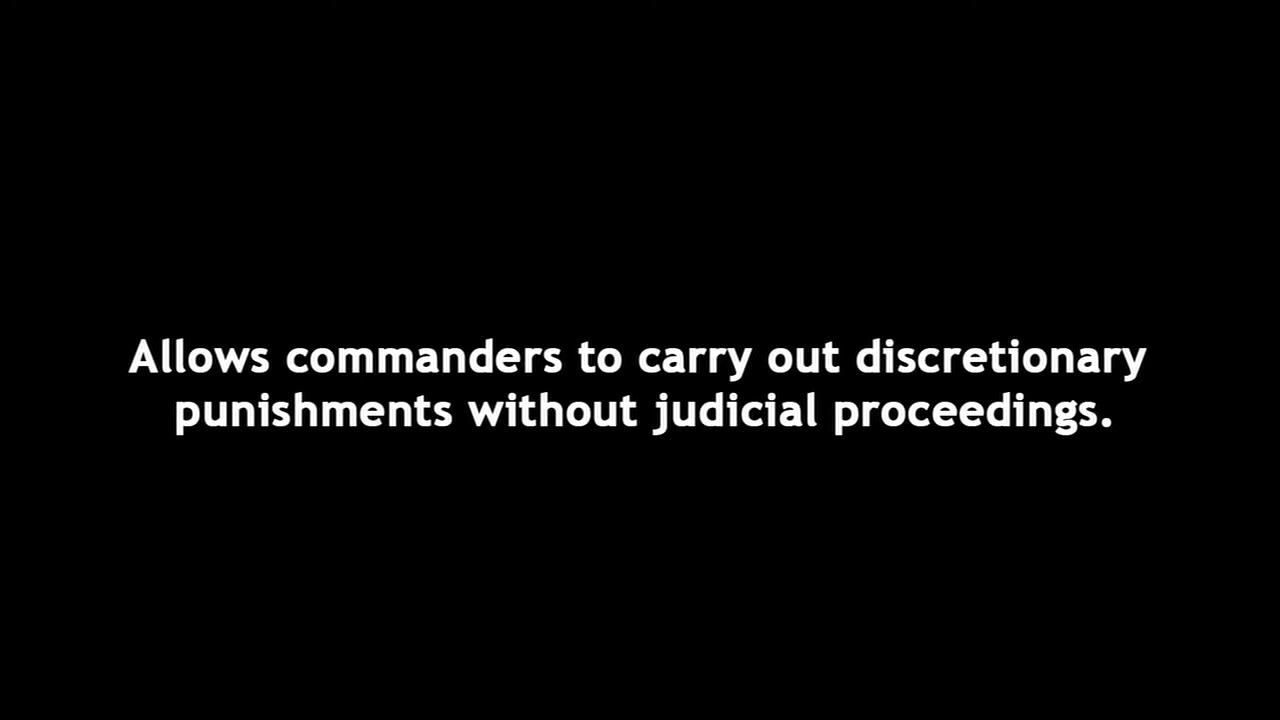 Allows commanders to carry out discretionary
punishments without judicial proceedings.